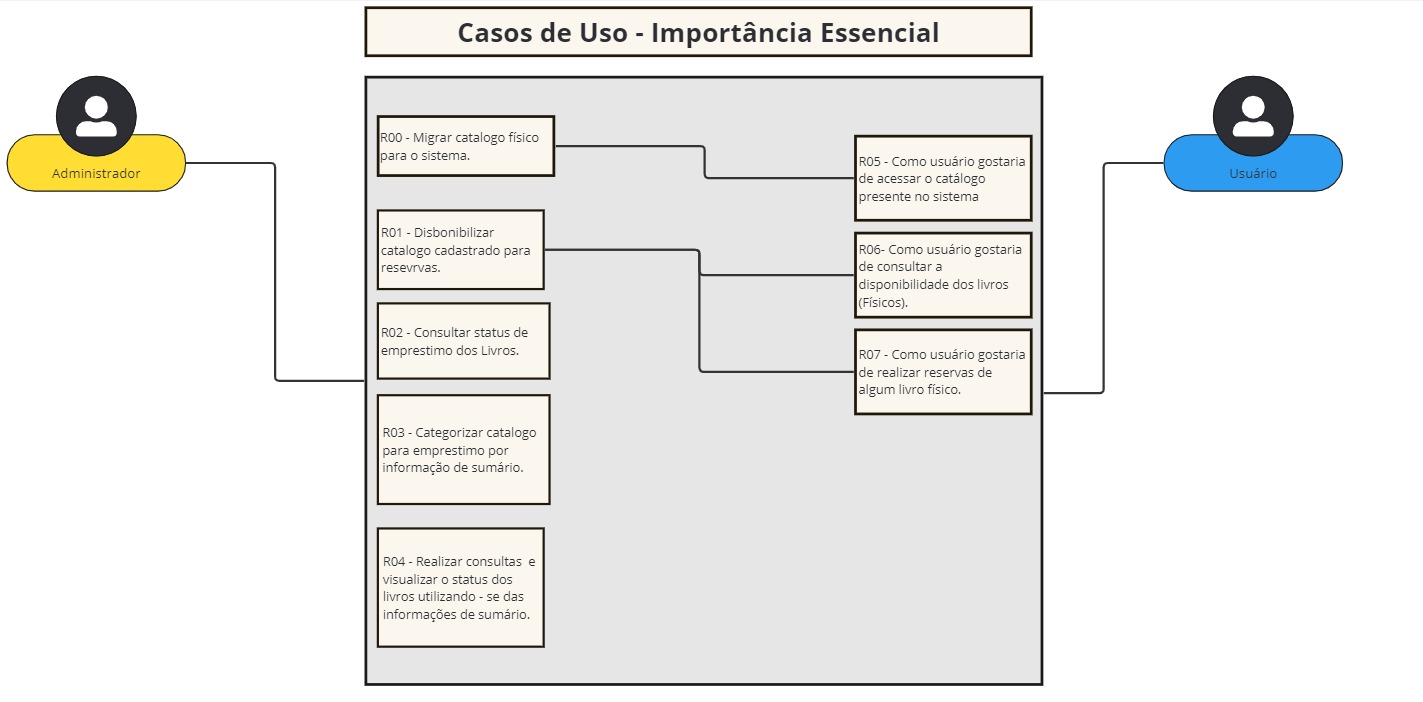 Casos de Uso - Importância Essencial
Administrador
R00 - Migrar catalogo físico
para o sistema.
R01 - Disbonibilizar
catalogo cadastrado para
resevrvas.
R02 - Consultar status de
emprestimo dos Livros.
R03 - Categorizar catalogo
para emprestimo por
informação de sumário.
R04 - Realizar consultas  e
visualizar o status dos
livros utilizando - se das
informações de sumário.
R05 - Como usuário gostaria
de acessar o catálogo
presente no sistema
R06- Como usuário gostaria
de consultar a
disponibilidade dos livros
(Físicos).
R07 - Como usuário gostaria
de realizar reservas de
algum livro físico.
Usuário